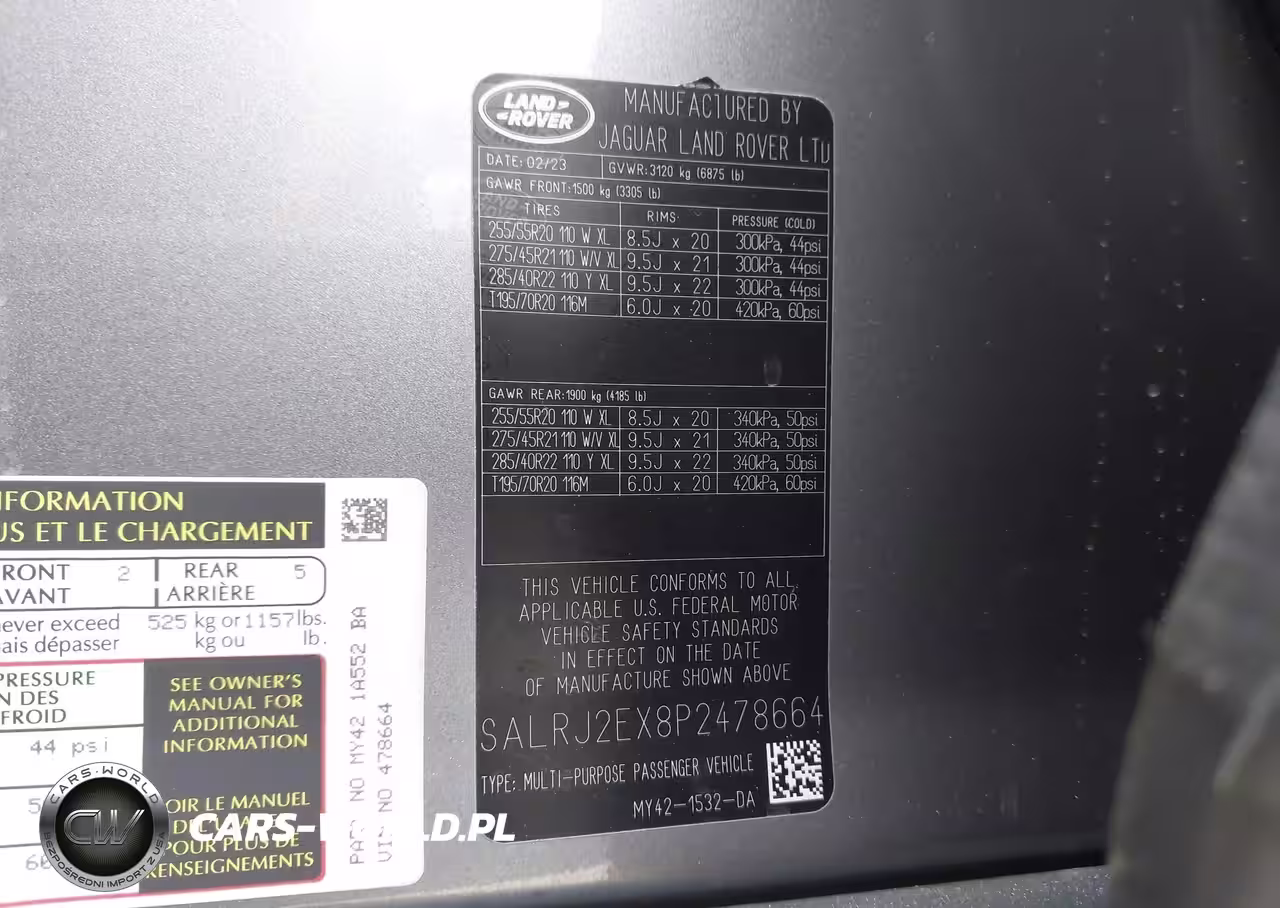 LAND-
-ROVER
MANUFACTURED BY
JAGUAR LAND ROVER LTD
DATE: 02/23 GVWR: 3120 kg (6875 lb)
GAWR FRONT: 1500 kg (3305 lb)
TIRES RIMS: PRESSURE (COLD)
255/55R20 110 W XL 8.5J x 20 300kPa, 44psi
275/45R21 110 W/V XL 9.5J x 21 300kPa, 44psi
285/40R22 110 Y XL 9.5J x 22 300kPa, 44psi
T195/70R20 116M 6.0J x 20 420kPa, 60psi
GAWR REAR: 1900 kg (4185 lb)
255/55R20 110 W XL 8.5J x 20 340kPa, 50psi
275/45R21 110 W/V XL 9.5J x 21 340kPa, 50psi
285/40R22 110 Y XL 9.5J x 22 340kPa, 50psi
T195/70R20 116M 6.0J x 20 420kPa, 60psi
THIS VEHICLE CONFORMS TO ALL
APPLICABLE U.S. FEDERAL MOTOR
VEHICLE SAFETY STANDARDS
IN EFFECT ON THE DATE
OF MANUFACTURE SHOWN ABOVE
SALRJ2EX8P2478664
TYPE: MULTI-PURPOSE PASSENGER VEHICLE
MY42-1532-DA
NFORMATION
US ET LE CHARGEMENT
RONT 2 REAR 5
AVANT ARRIÈRE
never exceed 525 kg or 1157 lbs.
ais dépasser kg ou lb.
PRESSURE
N DES
FROID
44 psi
SEE OWNER'S
MANUAL FOR
ADDITIONAL
INFORMATION
OIR LE MANUEL
POUR PLUS DE
RENSEIGNEMENTS
PART NO MY42 1A552 BA
VIN NO 478664
CARS-WORLD
CW
BEZPOŚREDNI IMPORT Z USA
CARS-WORLD.PL